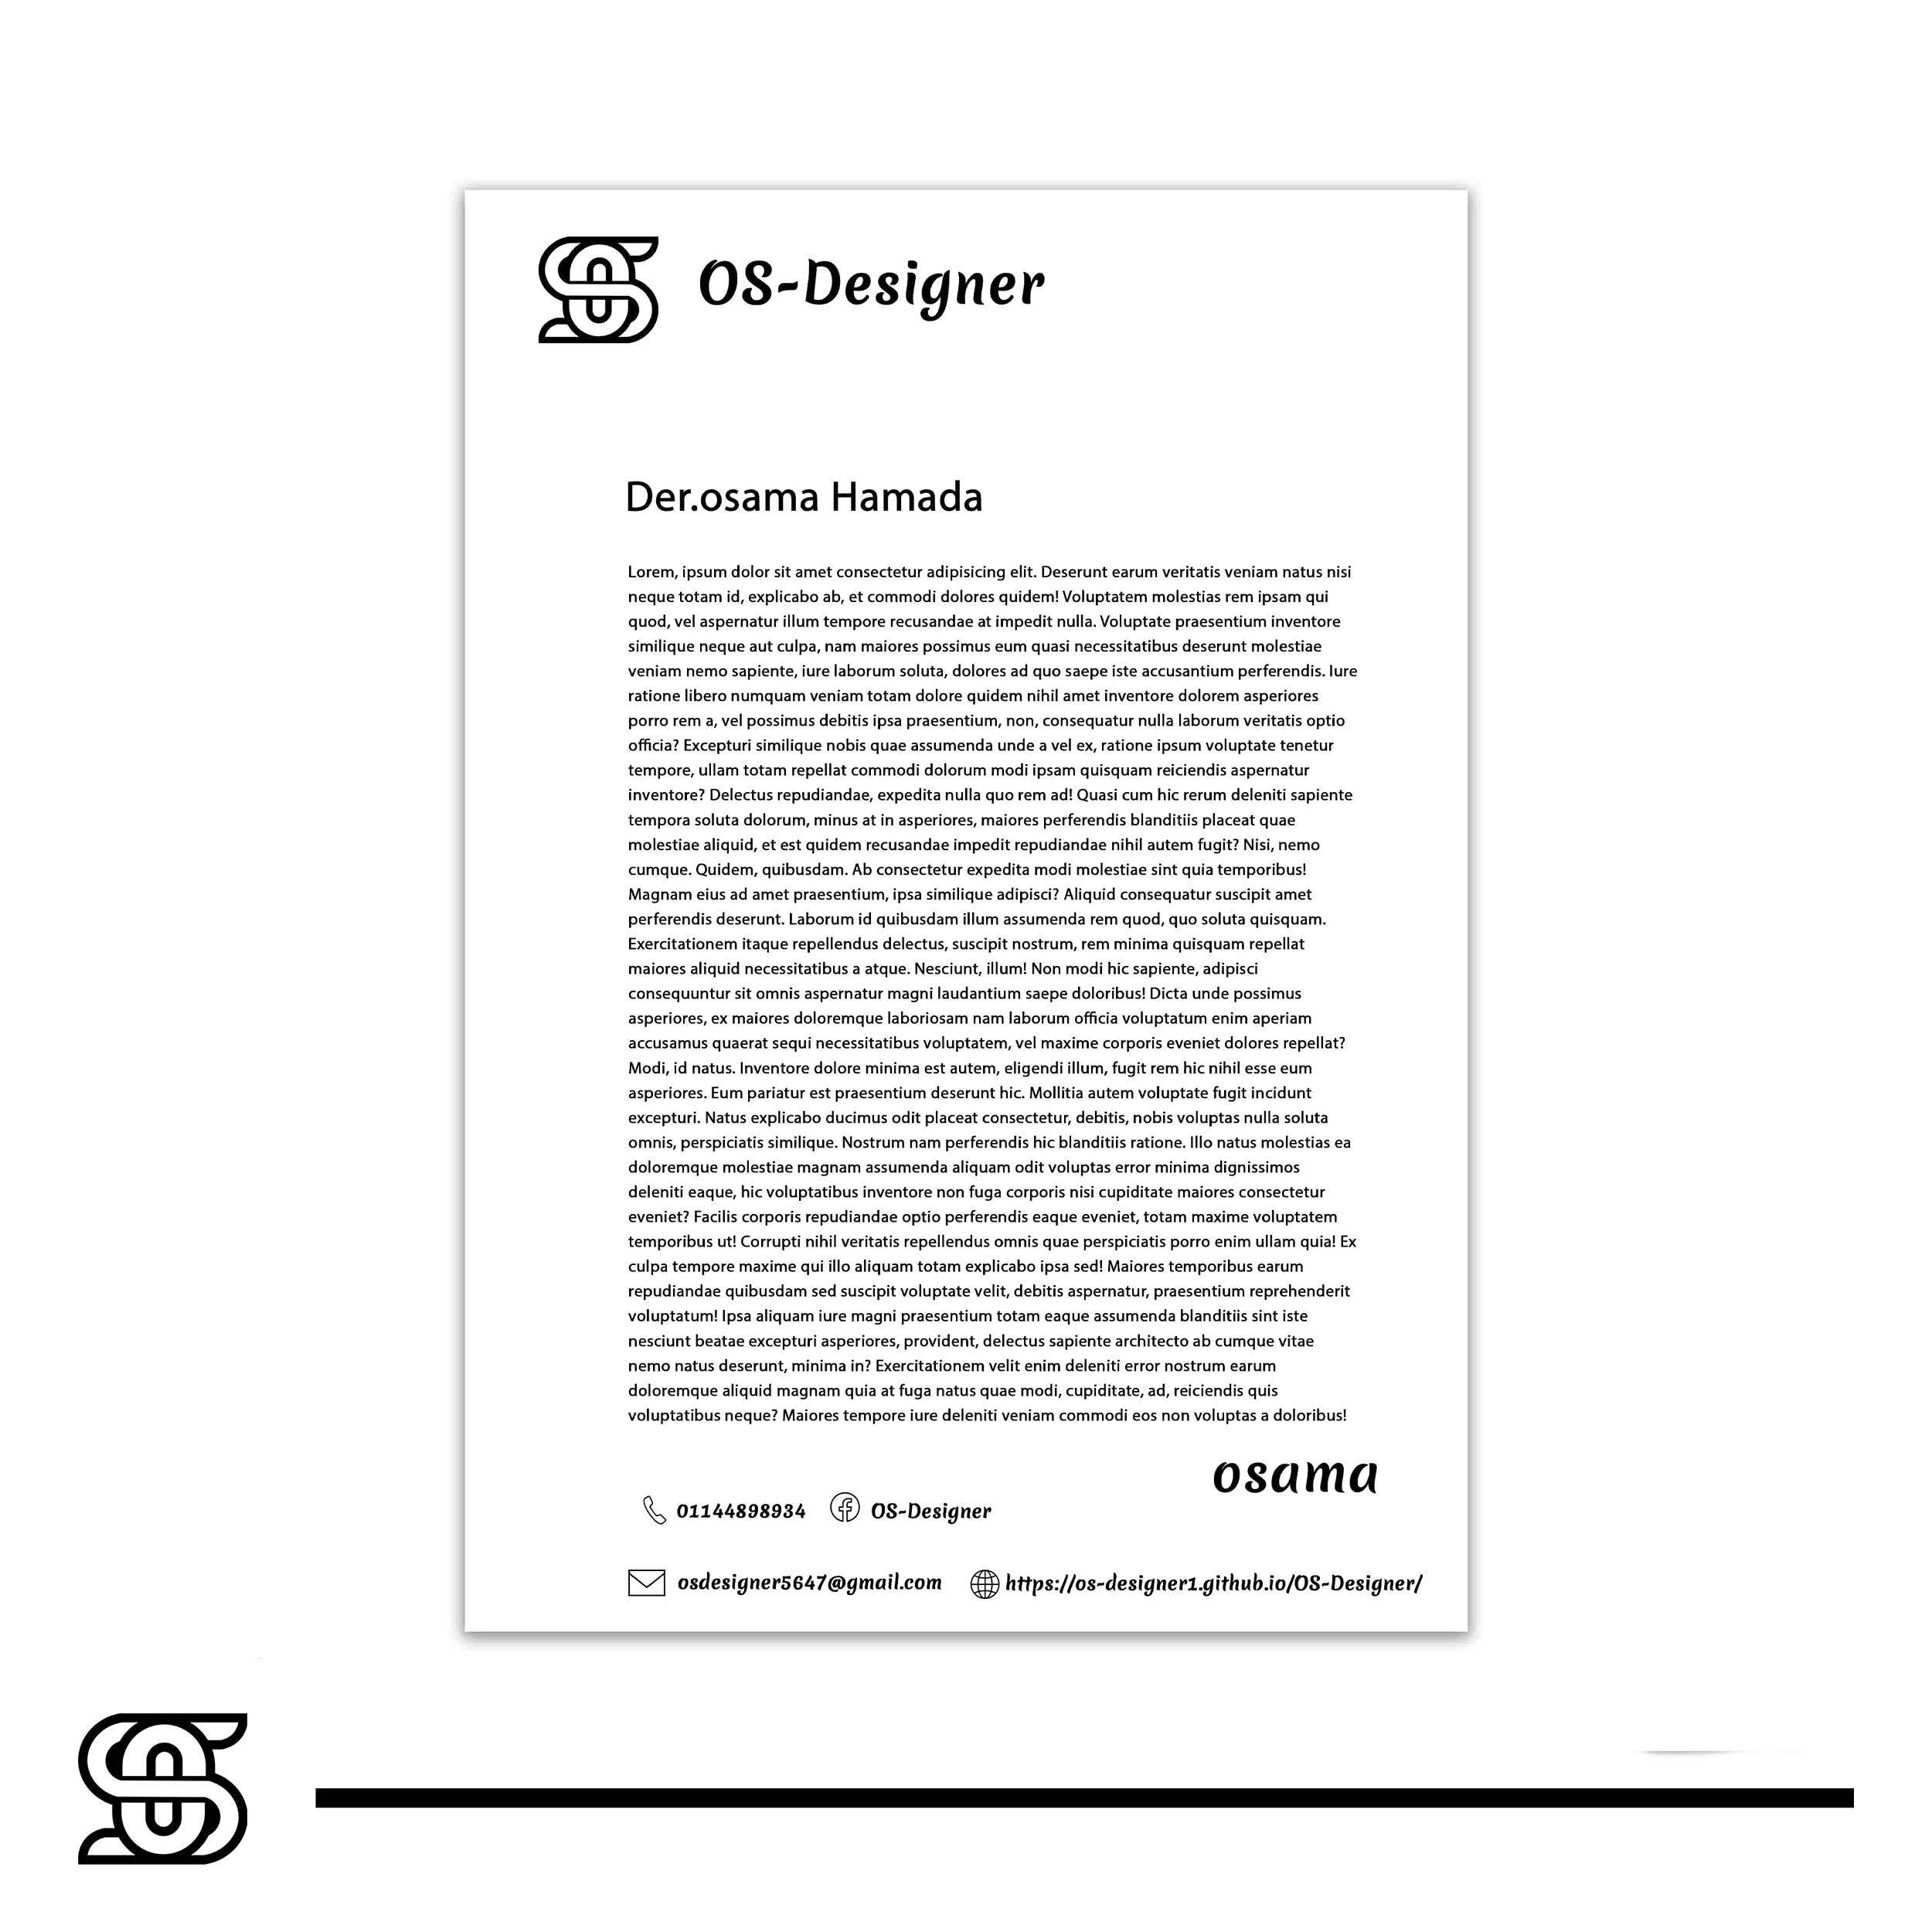 OS-Designer
Der.osama Hamada
Lorem, ipsum dolor sit amet consectetur adipisicing elit. Deserunt earum veritatis veniam natus nisi
neque totam id, explicabo ab, et commodi dolores quidem! Voluptatem molestias rem ipsam qui
quod, vel aspernatur illum tempore recusandae at impedit nulla. Voluptate praesentium inventore
similique neque aut culpa, nam maiores possimus eum quasi necessitatibus deserunt molestiae
veniam nemo sapiente, iure laborum soluta, dolores ad quo saepe iste accusantium perferendis. Iure
ratione libero numquam veniam totam dolore quidem nihil amet inventore dolorem asperiores
porro rem a, vel possimus debitis ipsa praesentium, non, consequatur nulla laborum veritatis optio
officia? Excepturi similique nobis quae assumenda unde a vel ex, ratione ipsum voluptate tenetur
tempore, ullam totam repellat commodi dolorum modi ipsam quisquam reiciendis aspernatur
inventore? Delectus repudiandae, expedita nulla quo rem ad! Quasi cum hic rerum deleniti sapiente
tempora soluta dolorum, minus at in asperiores, maiores perferendis blanditiis placeat quae
molestiae aliquid, et est quidem recusandae impedit repudiandae nihil autem fugit? Nisi, nemo
cumque. Quidem, quibusdam. Ab consectetur expedita modi molestiae sint quia temporibus!
Magnam eius ad amet praesentium, ipsa similique adipisci? Aliquid consequatur suscipit amet
perferendis deserunt. Laborum id quibusdam illum assumenda rem quod, quo soluta quisquam.
Exercitationem itaque repellendus delectus, suscipit nostrum, rem minima quisquam repellat
maiores aliquid necessitatibus a atque. Nesciunt, illum! Non modi hic sapiente, adipisci
consequuntur sit omnis aspernatur magni laudantium saepe doloribus! Dicta unde possimus
asperiores, ex maiores doloremque laboriosam nam laborum officia voluptatum enim aperiam
accusamus quaerat sequi necessitatibus voluptatem, vel maxime corporis eveniet dolores repellat?
Modi, id natus. Inventore dolore minima est autem, eligendi illum, fugit rem hic nihil esse eum
asperiores. Eum pariatur est praesentium deserunt hic. Mollitia autem voluptate fugit incidunt
excepturi. Natus explicabo ducimus odit placeat consectetur, debitis, nobis voluptas nulla soluta
omnis, perspiciatis similique. Nostrum nam perferendis hic blanditiis ratione. Illo natus molestias ea
doloremque molestiae magnam assumenda aliquam odit voluptas error minima dignissimos
deleniti eaque, hic voluptatibus inventore non fuga corporis nisi cupiditate maiores consectetur
eveniet? Facilis corporis repudiandae optio perferendis eaque eveniet, totam maxime voluptatem
temporibus ut! Corrupti nihil veritatis repellendus omnis quae perspiciatis porro enim ullam quia! Ex
culpa tempore maxime qui illo aliquam totam explicabo ipsa sed! Maiores temporibus earum
repudiandae quibusdam sed suscipit voluptate velit, debitis aspernatur, praesentium reprehenderit
voluptatum! Ipsa aliquam iure magni praesentium totam eaque assumenda blanditiis sint iste
nesciunt beatae excepturi asperiores, provident, delectus sapiente architecto ab cumque vitae
nemo natus deserunt, minima in? Exercitationem velit enim deleniti error nostrum earum
doloremque aliquid magnam quia at fuga natus quae modi, cupiditate, ad, reiciendis quis
voluptatibus neque? Maiores tempore iure deleniti veniam commodi eos non voluptas a doloribus!
osama
01144898934 OS-Designer
osdesigner5647@gmail.com https://os-designer1.github.io/OS-Designer/